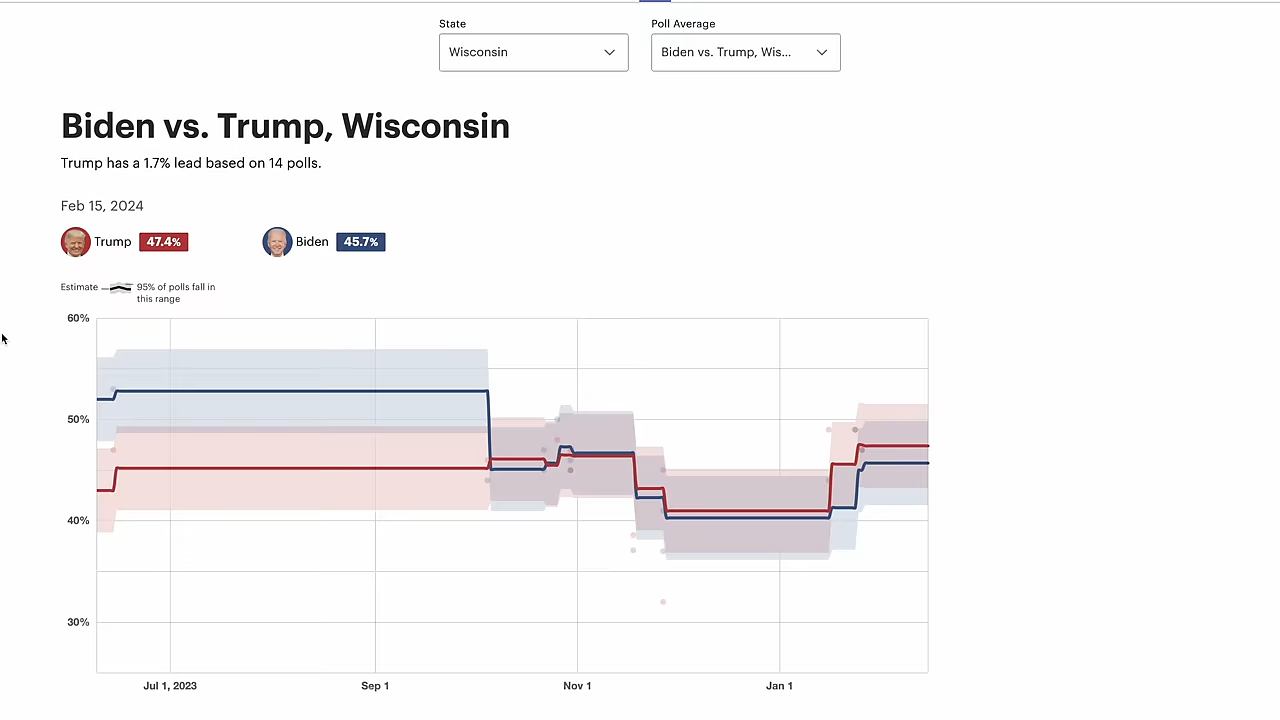 State
Poll Average
Wisconsin
Biden vs. Trump, Wis...
Biden vs. Trump, Wisconsin
Trump has a 1.7% lead based on 14 polls.
Feb 15, 2024
Trump 47.4%
Biden 45.7%
Estimate
95% of polls fall in
this range
60%
50%
40%
30%
Jul 1, 2023
Sep 1
Nov 1
Jan 1